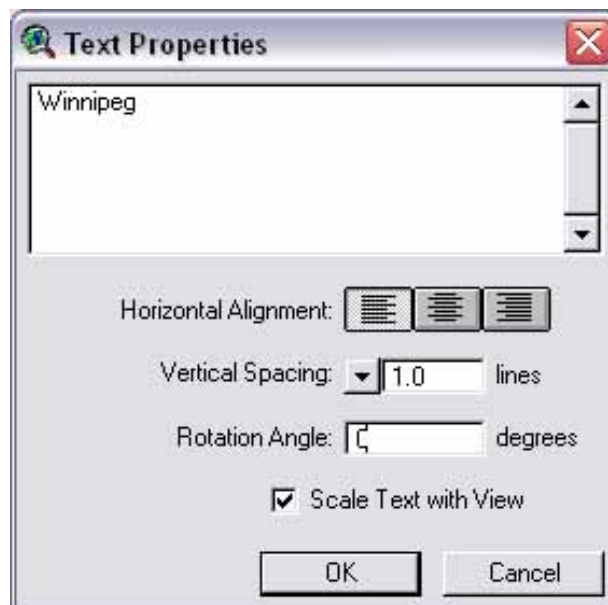 Text Properties
Winnipeg
Horizontal Alignment:
Vertical Spacing: 1.0 lines
Rotation Angle: degrees
Scale Text with View
OK Cancel